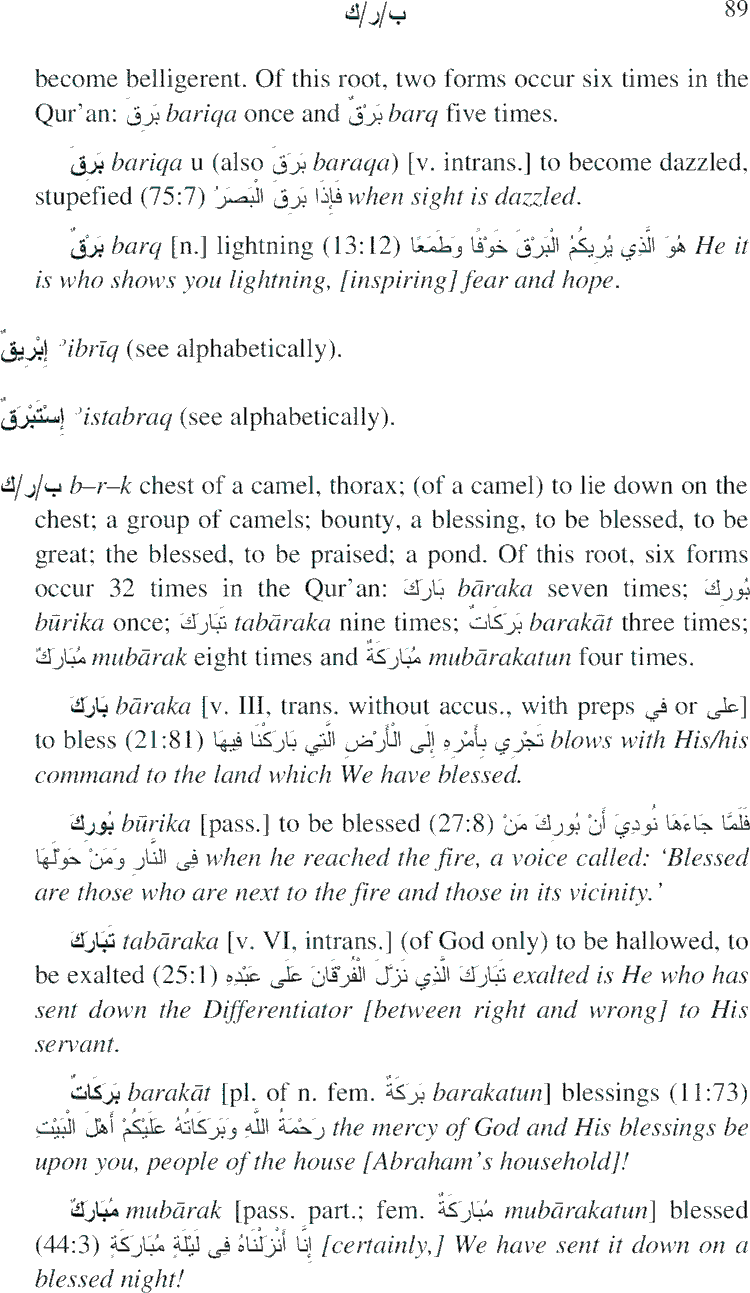 ب/ر/ك 89
become belligerent. Of this root, two forms occur six times in the
Qur’an: بَرِقَ bariqa once and بَرْقٌ barq five times.
بَرِقَ bariqa u (also بَرَقَ baraqa) [v. intrans.] to become dazzled,
stupefied (75:7) فَإِذَا بَرِقَ الْبَصَرُ when sight is dazzled.
بَرْقٌ barq [n.] lightning (13:12) هُوَ الَّذِي يُرِيكُمُ الْبَرْقَ خَوْفًا وَطَمَعًا He it
is who shows you lightning, [inspiring] fear and hope.
إِبْرِيقٌ ʾibrīq (see alphabetically).
إِسْتَبْرَقٌ ʾistabraq (see alphabetically).
ب/ر/ك b–r–k chest of a camel, thorax; (of a camel) to lie down on the
chest; a group of camels; bounty, a blessing, to be blessed, to be
great; the blessed, to be praised; a pond. Of this root, six forms
occur 32 times in the Qur’an: بَارَكَ bāraka seven times; بُورِكَ
būrika once; تَبَارَكَ tabāraka nine times; بَرَكَاتٌ barakāt three times;
مُبَارَكٌ mubārak eight times and مُبَارَكَةٌ mubārakatun four times.
بَارَكَ bāraka [v. III, trans. without accus., with preps في or على]
to bless (21:81) تَجْرِي بِأَمْرِهِ إِلَى الْأَرْضِ الَّتِي بَارَكْنَا فِيهَا blows with His/his
command to the land which We have blessed.
بُورِكَ būrika [pass.] to be blessed (27:8) فَلَمَّا جَاءَهَا نُودِيَ أَنْ بُورِكَ مَنْ
فِى النَّارِ وَمَنْ حَوْلَهَا when he reached the fire, a voice called: ‘Blessed
are those who are next to the fire and those in its vicinity.’
تَبَارَكَ tabāraka [v. VI, intrans.] (of God only) to be hallowed, to
be exalted (25:1) تَبَارَكَ الَّذِي نَزَّلَ الْفُرْقَانَ عَلَى عَبْدِهِ exalted is He who has
sent down the Differentiator [between right and wrong] to His
servant.
بَرَكَاتٌ barakāt [pl. of n. fem. بَرَكَةٌ barakatun] blessings (11:73)
رَحْمَةُ اللَّهِ وَبَرَكَاتُهُ عَلَيْكُمْ أَهْلَ الْبَيْتِ the mercy of God and His blessings be
upon you, people of the house [Abraham’s household]!
مُبَارَكٌ mubārak [pass. part.; fem. مُبَارَكَةٌ mubārakatun] blessed
(44:3) إِنَّا أَنْزَلْنَاهُ فِى لَيْلَةٍ مُبَارَكَةٍ [certainly,] We have sent it down on a
blessed night!